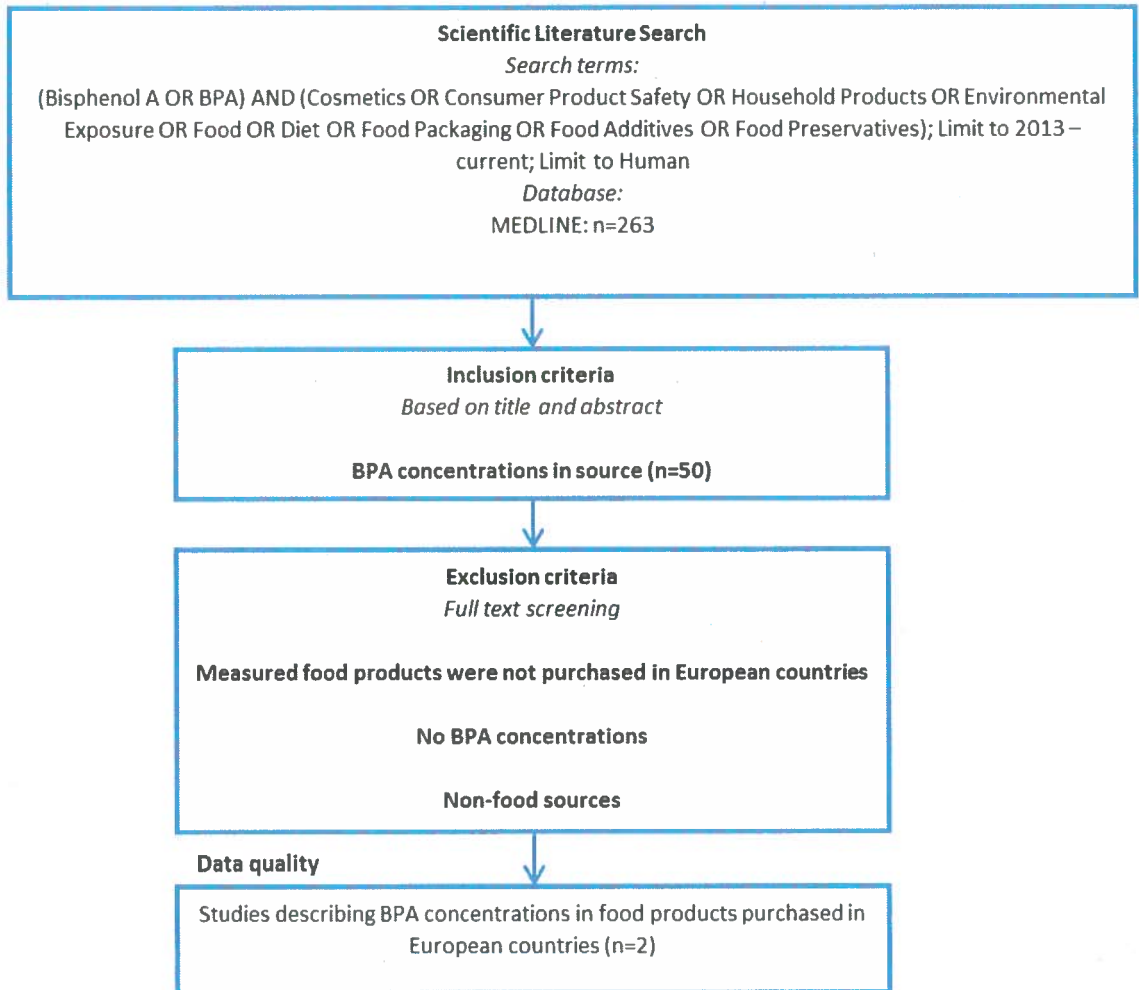 Scientific Literature Search
Search terms:
(Bisphenol A OR BPA) AND (Cosmetics OR Consumer Product Safety OR Household Products OR Environmental
Exposure OR Food OR Diet OR Food Packaging OR Food Additives OR Food Preservatives); Limit to 2013 –
current; Limit to Human
Database:
MEDLINE: n=263
Inclusion criteria
Based on title and abstract
BPA concentrations in source (n=50)
Exclusion criteria
Full text screening
Measured food products were not purchased in European countries
No BPA concentrations
Non-food sources
Data quality
Studies describing BPA concentrations in food products purchased in
European countries (n=2)